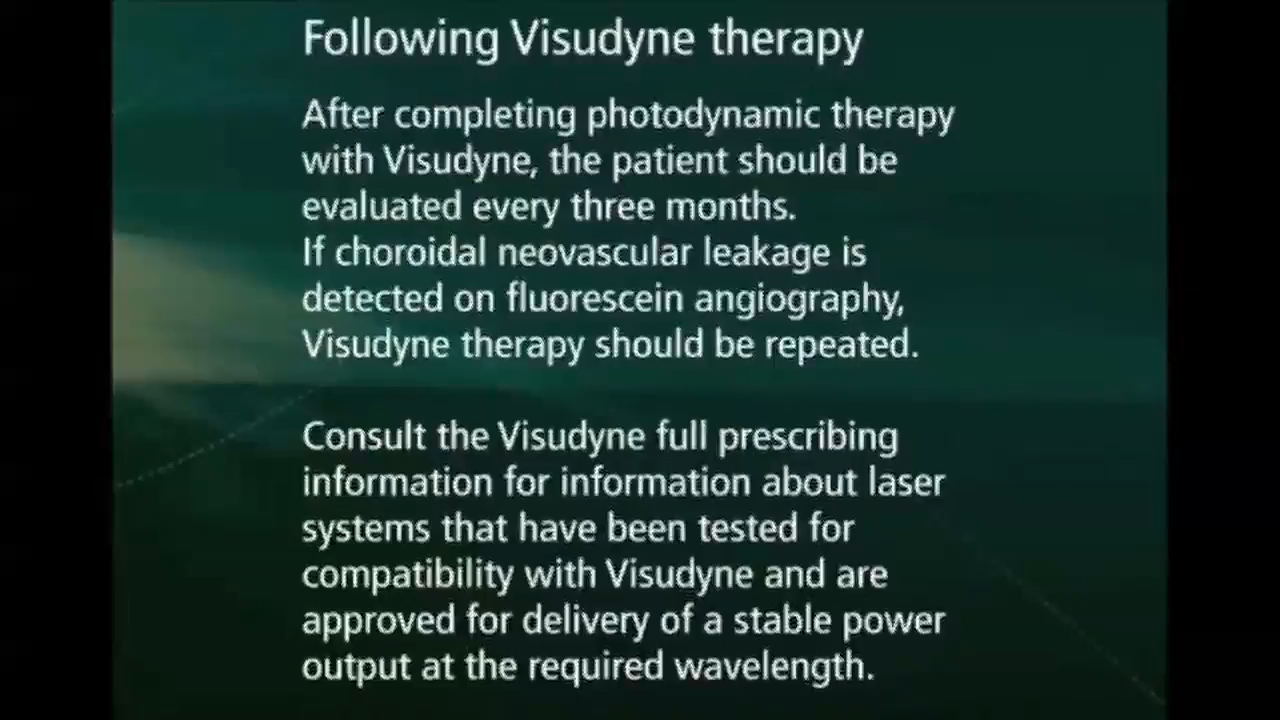 Following Visudyne therapy
After completing photodynamic therapy
with Visudyne, the patient should be
evaluated every three months.
If choroidal neovascular leakage is
detected on fluorescein angiography,
Visudyne therapy should be repeated.
Consult the Visudyne full prescribing
information for information about laser
systems that have been tested for
compatibility with Visudyne and are
approved for delivery of a stable power
output at the required wavelength.